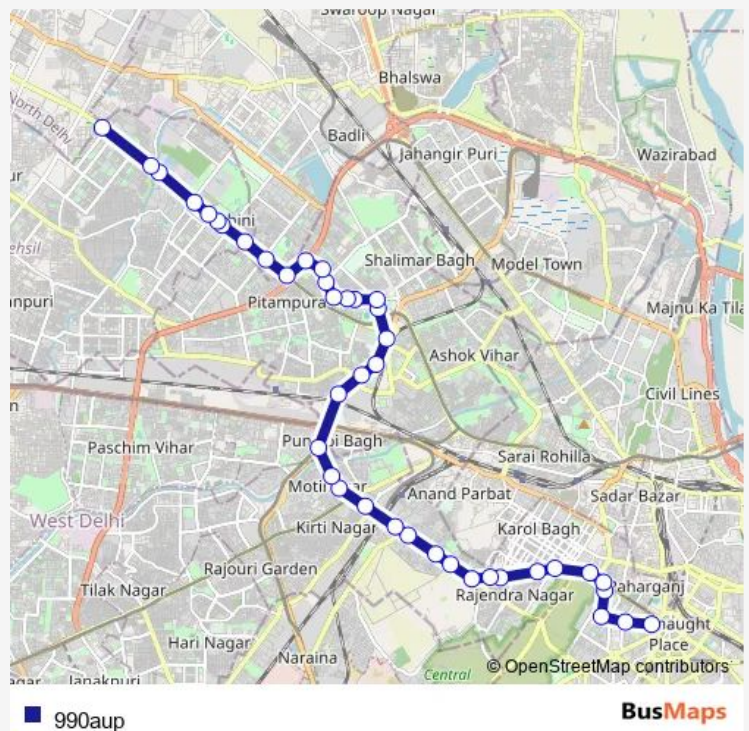 Swaroop Nagar
Bhalswa
North Delhi
Badli
Jahangir Puri
Wazirabad
Shalimar Bagh
Model Town
Pitampura
Majnu Ka Tila
Ashok Vihar
Civil Lines
Paschim Vihar
Sarai Rohilla
Anand Parbat
Sadar Bazar
West Delhi
Kirti Nagar
Karol Bagh
Rajouri Garden
Tilak Nagar
Rajendra Nagar
Paharganj
Hari Nagar
Place
Naraina
Central
Janakpuri
© OpenStreetMap contributors
990aup
BusMaps